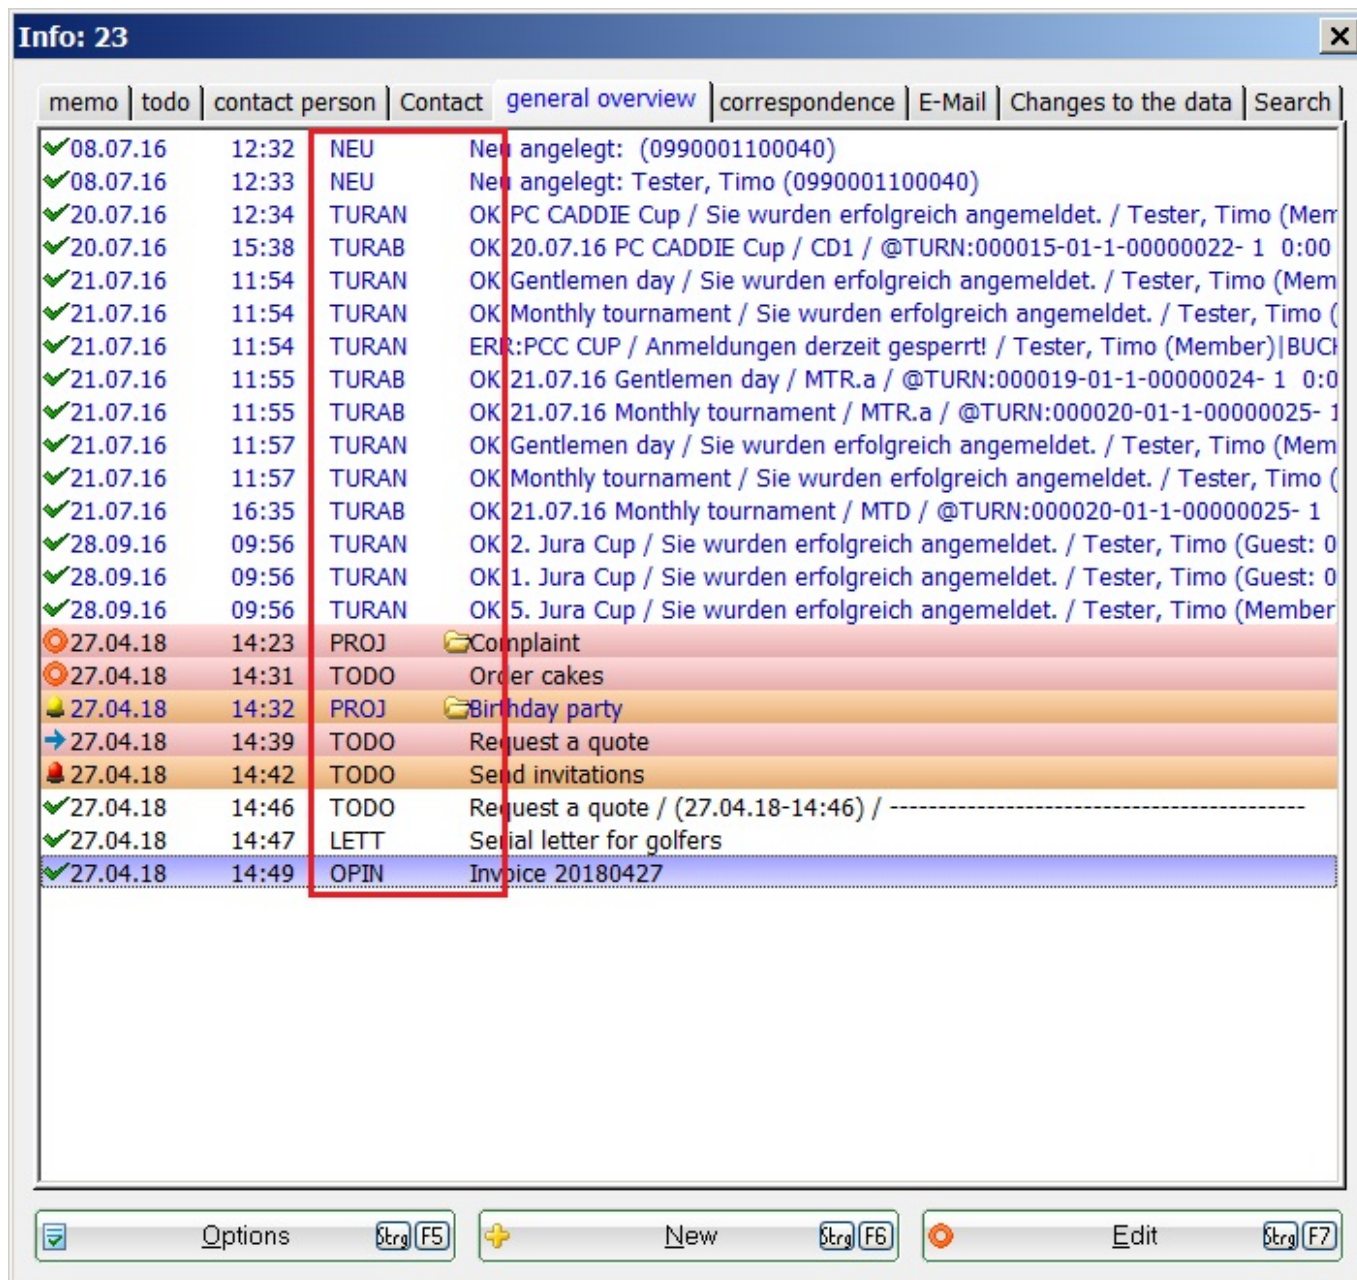 Info: 23
memo todo contact person Contact general overview correspondence E-Mail Changes to the data Search
08.07.16 12:32 NEU Neu angelegt: (0990001100040)
08.07.16 12:33 NEU Neu angelegt: Tester, Timo (0990001100040)
20.07.16 12:34 TURAN OK PC CADDIE Cup / Sie wurden erfolgreich angemeldet. / Tester, Timo (Mem
20.07.16 15:38 TURAB OK 20.07.16 PC CADDIE Cup / CD1 / @TURN:000015-01-1-00000022- 1 0:00
21.07.16 11:54 TURAN OK Gentlemen day / Sie wurden erfolgreich angemeldet. / Tester, Timo (Mem
21.07.16 11:54 TURAN OK Monthly tournament / Sie wurden erfolgreich angemeldet. / Tester, Timo (
21.07.16 11:54 TURAN ERR:PCC CUP / Anmeldungen derzeit gesperrt! / Tester, Timo (Member)|BUCH
21.07.16 11:55 TURAB OK 21.07.16 Gentlemen day / MTR.a / @TURN:000019-01-1-00000024- 1 0:0
21.07.16 11:55 TURAB OK 21.07.16 Monthly tournament / MTR.a / @TURN:000020-01-1-00000025- 1
21.07.16 11:57 TURAN OK Gentlemen day / Sie wurden erfolgreich angemeldet. / Tester, Timo (Mem
21.07.16 11:57 TURAN OK Monthly tournament / Sie wurden erfolgreich angemeldet. / Tester, Timo (
21.07.16 16:35 TURAB OK 21.07.16 Monthly tournament / MTD / @TURN:000020-01-1-00000025- 1
28.09.16 09:56 TURAN OK 2. Jura Cup / Sie wurden erfolgreich angemeldet. / Tester, Timo (Guest: 0
28.09.16 09:56 TURAN OK 1. Jura Cup / Sie wurden erfolgreich angemeldet. / Tester, Timo (Guest: 0
28.09.16 09:56 TURAN OK 5. Jura Cup / Sie wurden erfolgreich angemeldet. / Tester, Timo (Member
27.04.18 14:23 PROJ Complaint
27.04.18 14:31 TODO Order cakes
27.04.18 14:32 PROJ Birthday party
27.04.18 14:39 TODO Request a quote
27.04.18 14:42 TODO Send invitations
27.04.18 14:46 TODO Request a quote / (27.04.18-14:46) / -------------------------------------------
27.04.18 14:47 LETT Serial letter for golfers
27.04.18 14:49 OPIN Invoice 20180427
Options Strg F5 New Strg F6 Edit Strg F7